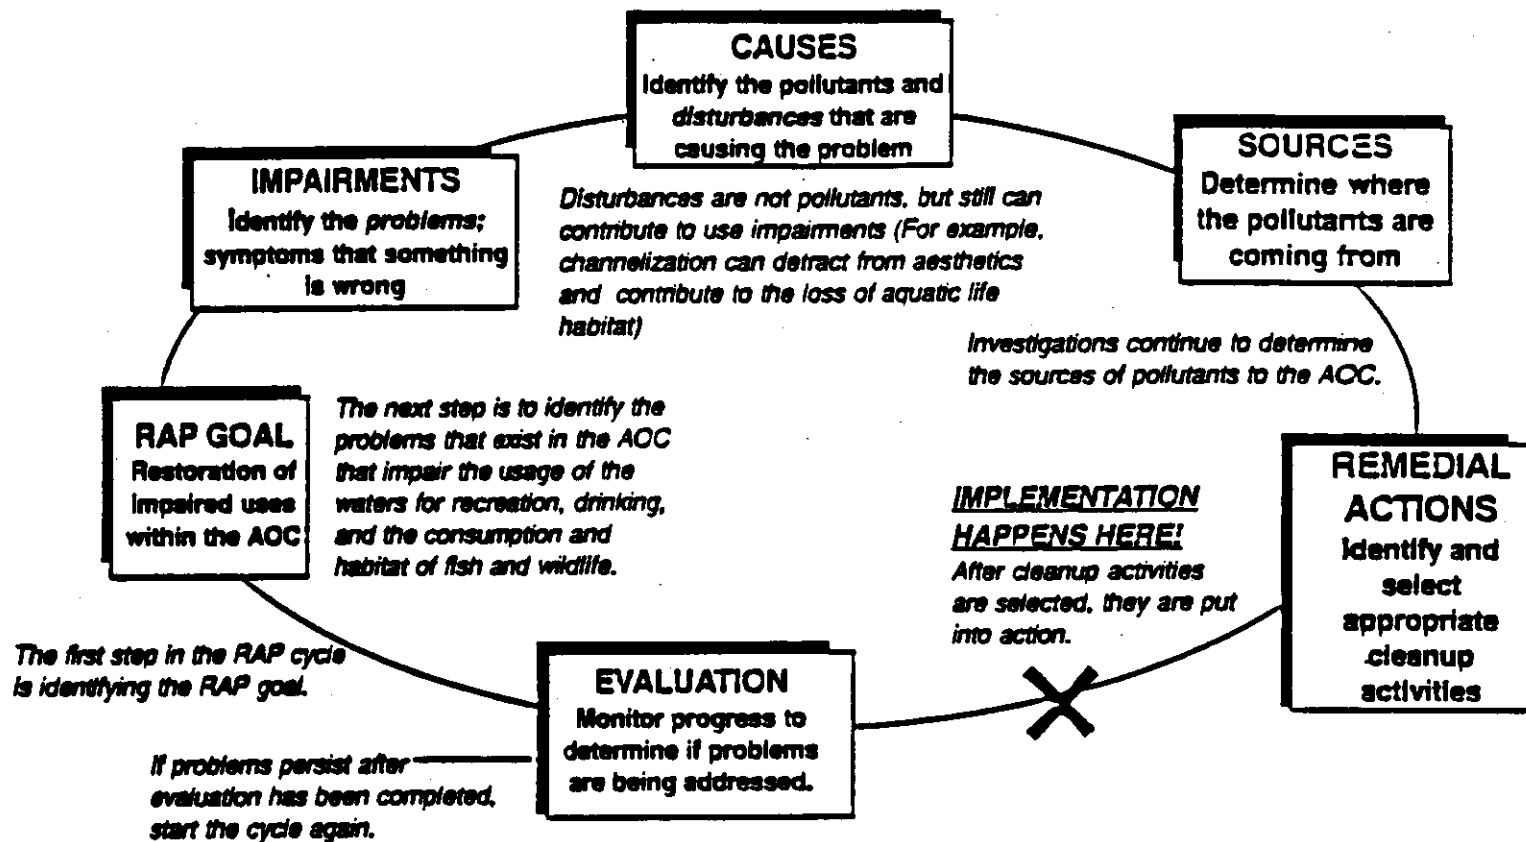 CAUSES
Identify the pollutants and
disturbances that are
causing the problem
SOURCES
Determine where
the pollutants are
coming from
IMPAIRMENTS
Identify the problems;
symptoms that something
is wrong
Disturbances are not pollutants, but still can
contribute to use impairments (For example,
channelization can detract from aesthetics
and contribute to the loss of aquatic life
habitat)
Investigations continue to determine
the sources of pollutants to the AOC.
RAP GOAL
Restoration of
impaired uses
within the AOC
The next step is to identify the
problems that exist in the AOC
that impair the usage of the
waters for recreation, drinking,
and the consumption and
habitat of fish and wildlife.
REMEDIAL
ACTIONS
Identify and
select
appropriate
cleanup
activities
IMPLEMENTATION
HAPPENS HERE!
After cleanup activities
are selected, they are put
into action.
The first step in the RAP cycle
is identifying the RAP goal.
EVALUATION
Monitor progress to
determine if problems
are being addressed.
If problems persist after
evaluation has been completed,
start the cycle again.